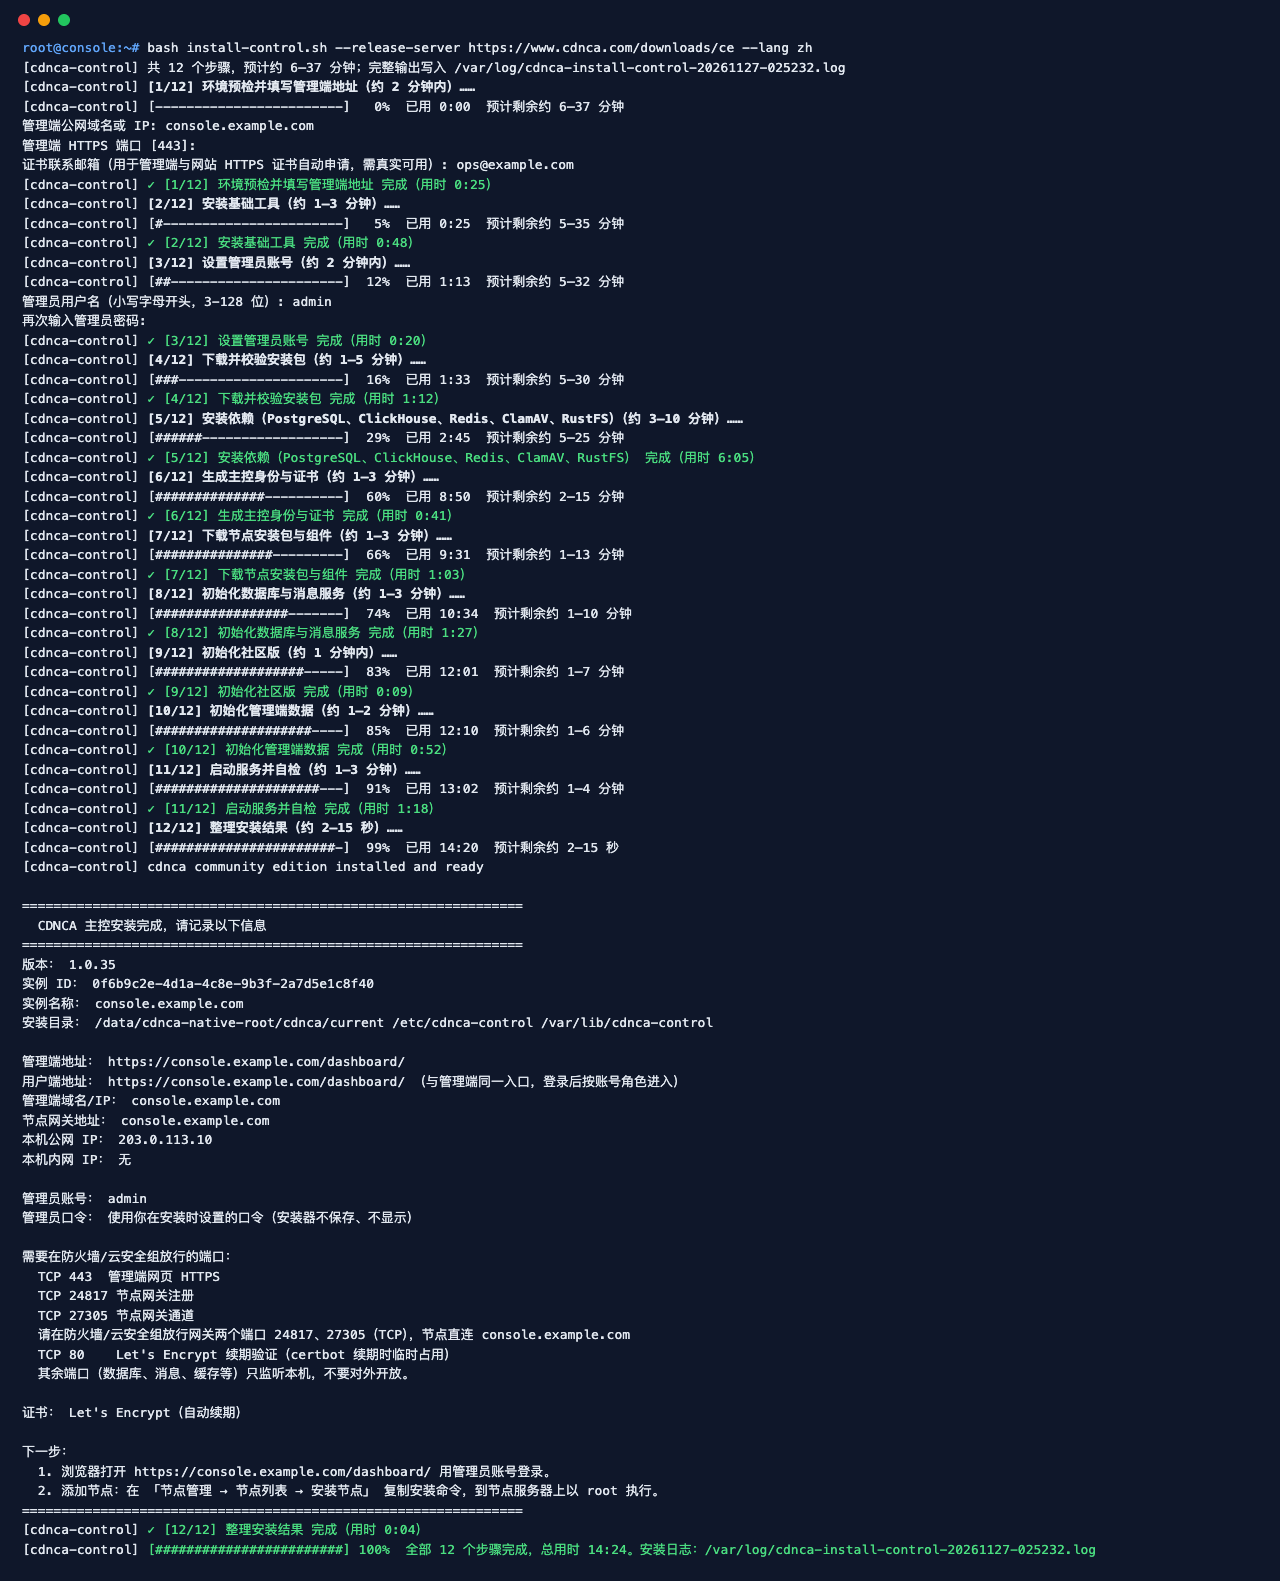 root@console:~# bash install-control.sh --release-server https://www.cdnca.com/downloads/ce --lang zh
[cdnca-control] 共 12 个步骤，预计约 6–37 分钟；完整输出写入 /var/log/cdnca-install-control-20261127-025232.log
[cdnca-control] [1/12] 环境预检并填写管理端地址（约 2 分钟内）……
[cdnca-control] [------------------------]   0%  已用 0:00  预计剩余约 6–37 分钟
管理端公网域名或 IP: console.example.com
管理端 HTTPS 端口 [443]:
证书联系邮箱（用于管理端与网站 HTTPS 证书自动申请，需真实可用）: ops@example.com
[cdnca-control] ✓ [1/12] 环境预检并填写管理端地址 完成（用时 0:25）
[cdnca-control] [2/12] 安装基础工具（约 1–3 分钟）……
[cdnca-control] [#-----------------------]   5%  已用 0:25  预计剩余约 5–35 分钟
[cdnca-control] ✓ [2/12] 安装基础工具 完成（用时 0:48）
[cdnca-control] [3/12] 设置管理员账号（约 2 分钟内）……
[cdnca-control] [##----------------------]  12%  已用 1:13  预计剩余约 5–32 分钟
管理员用户名（小写字母开头，3-128 位）: admin
再次输入管理员密码:
[cdnca-control] ✓ [3/12] 设置管理员账号 完成（用时 0:20）
[cdnca-control] [4/12] 下载并校验安装包（约 1–5 分钟）……
[cdnca-control] [###---------------------]  16%  已用 1:33  预计剩余约 5–30 分钟
[cdnca-control] ✓ [4/12] 下载并校验安装包 完成（用时 1:12）
[cdnca-control] [5/12] 安装依赖（PostgreSQL、ClickHouse、Redis、ClamAV、RustFS）（约 3–10 分钟）……
[cdnca-control] [######------------------]  29%  已用 2:45  预计剩余约 5–25 分钟
[cdnca-control] ✓ [5/12] 安装依赖（PostgreSQL、ClickHouse、Redis、ClamAV、RustFS） 完成（用时 6:05）
[cdnca-control] [6/12] 生成主控身份与证书（约 1–3 分钟）……
[cdnca-control] [##############----------]  60%  已用 8:50  预计剩余约 2–15 分钟
[cdnca-control] ✓ [6/12] 生成主控身份与证书 完成（用时 0:41）
[cdnca-control] [7/12] 下载节点安装包与组件（约 1–3 分钟）……
[cdnca-control] [###############---------]  66%  已用 9:31  预计剩余约 1–13 分钟
[cdnca-control] ✓ [7/12] 下载节点安装包与组件 完成（用时 1:03）
[cdnca-control] [8/12] 初始化数据库与消息服务（约 1–3 分钟）……
[cdnca-control] [#################-------]  74%  已用 10:34  预计剩余约 1–10 分钟
[cdnca-control] ✓ [8/12] 初始化数据库与消息服务 完成（用时 1:27）
[cdnca-control] [9/12] 初始化社区版（约 1 分钟内）……
[cdnca-control] [###################-----]  83%  已用 12:01  预计剩余约 1–7 分钟
[cdnca-control] ✓ [9/12] 初始化社区版 完成（用时 0:09）
[cdnca-control] [10/12] 初始化管理端数据（约 1–2 分钟）……
[cdnca-control] [####################----]  85%  已用 12:10  预计剩余约 1–6 分钟
[cdnca-control] ✓ [10/12] 初始化管理端数据 完成（用时 0:52）
[cdnca-control] [11/12] 启动服务并自检（约 1–3 分钟）……
[cdnca-control] [#####################---]  91%  已用 13:02  预计剩余约 1–4 分钟
[cdnca-control] ✓ [11/12] 启动服务并自检 完成（用时 1:18）
[cdnca-control] [12/12] 整理安装结果（约 2–15 秒）……
[cdnca-control] [#######################-]  99%  已用 14:20  预计剩余约 2–15 秒
[cdnca-control] cdnca community edition installed and ready
================================================================
CDNCA 主控安装完成，请记录以下信息
================================================================
版本： 1.0.35
实例 ID： 0f6b9c2e-4d1a-4c8e-9b3f-2a7d5e1c8f40
实例名称： console.example.com
安装目录： /data/cdnca-native-root/cdnca/current /etc/cdnca-control /var/lib/cdnca-control
管理端地址： https://console.example.com/dashboard/
用户端地址： https://console.example.com/dashboard/ （与管理端同一入口，登录后按账号角色进入）
管理端域名/IP： console.example.com
节点网关地址： console.example.com
本机公网 IP： 203.0.113.10
本机内网 IP： 无
管理员账号： admin
管理员口令： 使用你在安装时设置的口令（安装器不保存、不显示）
需要在防火墙/云安全组放行的端口：
TCP 443  管理端网页 HTTPS
TCP 24817 节点网关注册
TCP 27305 节点网关通道
请在防火墙/云安全组放行网关两个端口 24817、27305（TCP），节点直连 console.example.com
TCP 80    Let's Encrypt 续期验证（certbot 续期时临时占用）
其余端口（数据库、消息、缓存等）只监听本机，不要对外开放。
证书： Let's Encrypt（自动续期）
下一步：
1. 浏览器打开 https://console.example.com/dashboard/ 用管理员账号登录。
2. 添加节点：在 「节点管理 → 节点列表 → 安装节点」 复制安装命令，到节点服务器上以 root 执行。
================================================================
[cdnca-control] ✓ [12/12] 整理安装结果 完成（用时 0:04）
[cdnca-control] [########################] 100%  全部 12 个步骤完成，总用时 14:24。安装日志：/var/log/cdnca-install-control-20261127-025232.log